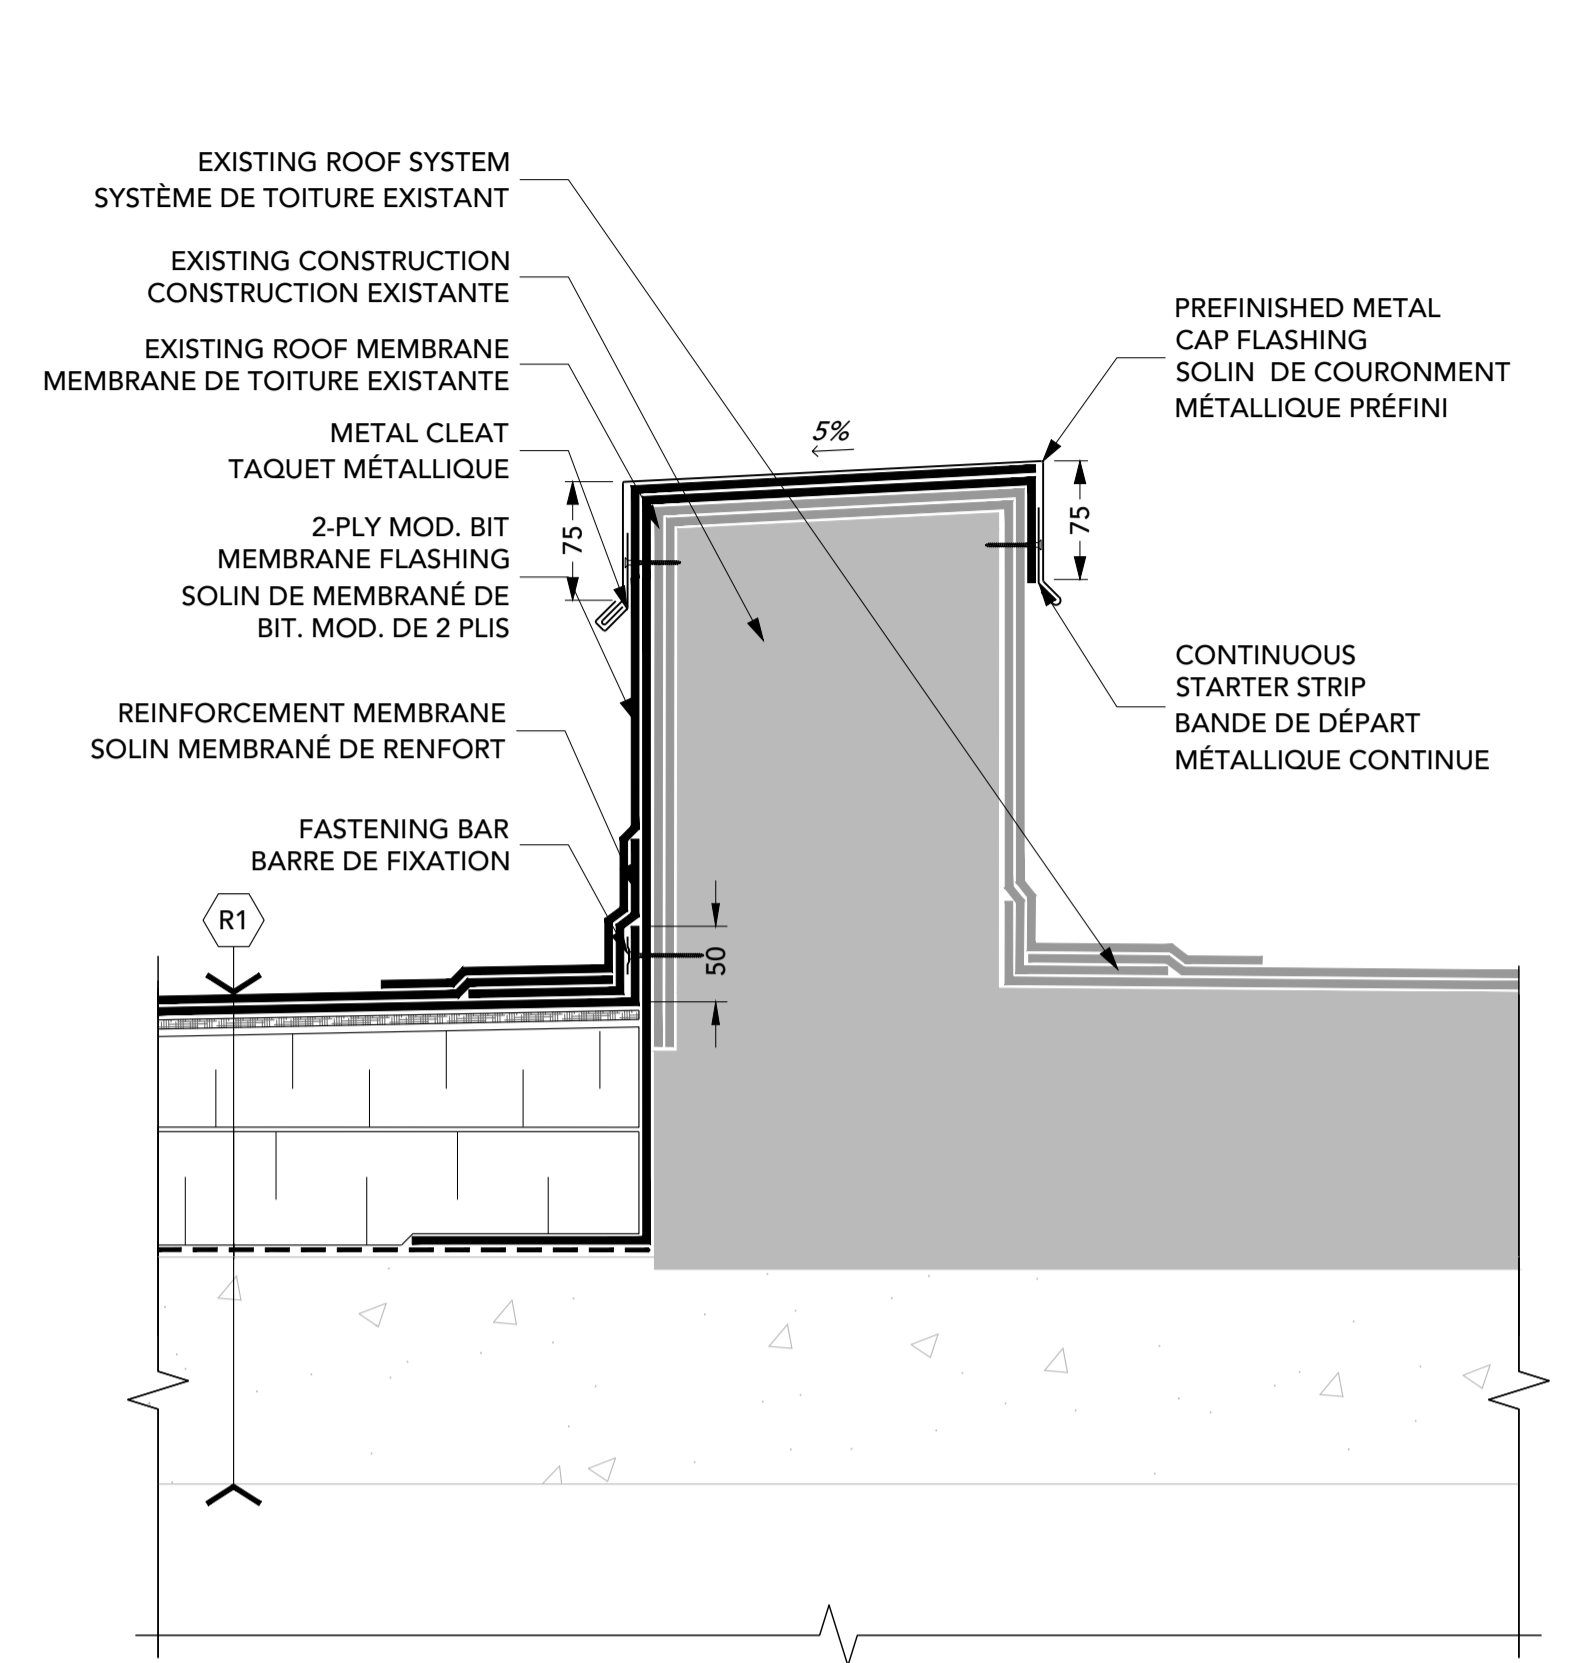 EXISTING ROOF SYSTEM
SYSTÈME DE TOITURE EXISTANT
EXISTING CONSTRUCTION
CONSTRUCTION EXISTANTE
EXISTING ROOF MEMBRANE
MEMBRANE DE TOITURE EXISTANTE
METAL CLEAT
TAQUET MÉTALLIQUE
2-PLY MOD. BIT
MEMBRANE FLASHING
SOLIN DE MEMBRANÉ DE
BIT. MOD. DE 2 PLIS
REINFORCEMENT MEMBRANE
SOLIN MEMBRANÉ DE RENFORT
FASTENING BAR
BARRE DE FIXATION
R1
5%
75
75
50
PREFINISHED METAL
CAP FLASHING
SOLIN DE COURONMENT
MÉTALLIQUE PRÉFINI
CONTINUOUS
STARTER STRIP
BANDE DE DÉPART
MÉTALLIQUE CONTINUE